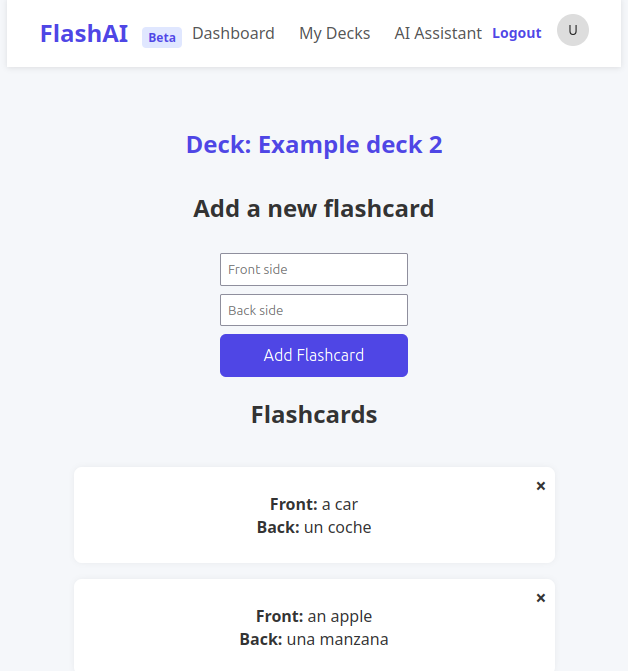 FlashAI Beta Dashboard My Decks AI Assistant Logout U
Deck: Example deck 2
Add a new flashcard
Front side
Back side
Add Flashcard
Flashcards
×
Front: a car
Back: un coche
×
Front: an apple
Back: una manzana